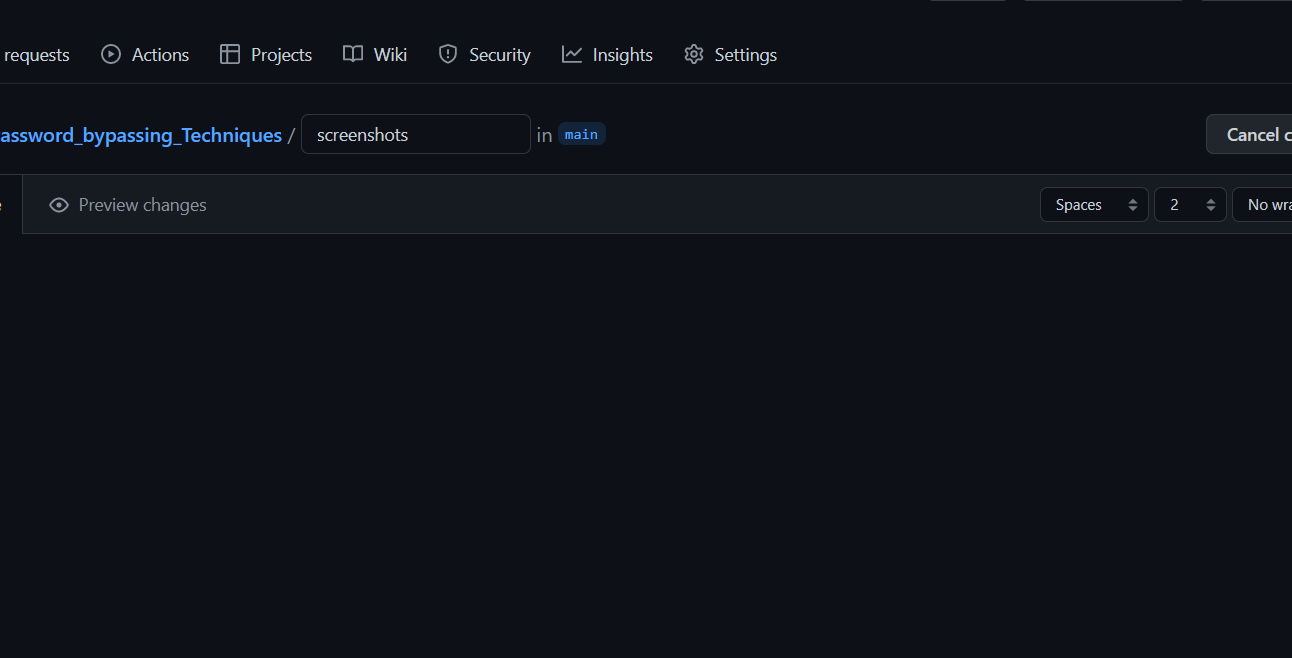 requests Actions Projects Wiki Security Insights Settings
assword_bypassing_Techniques / screenshots in main Cancel c
Preview changes Spaces 2 No wra